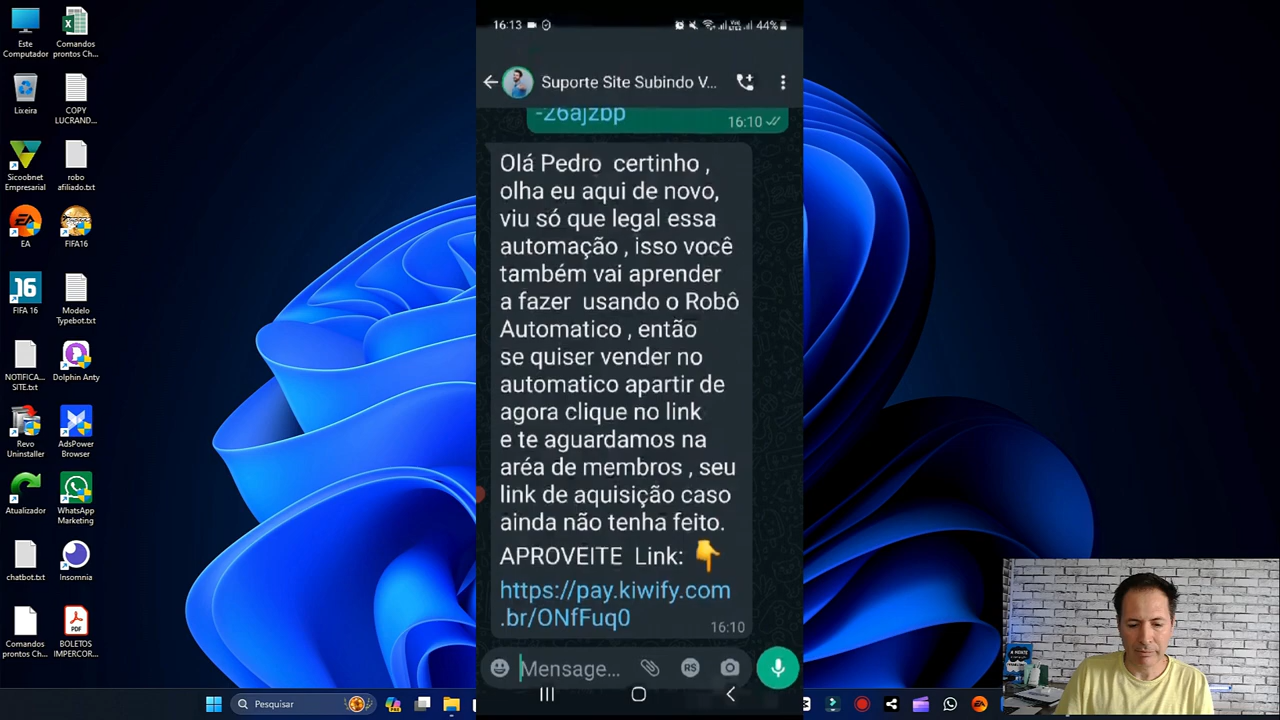 Este
Computador
Comandos
prontos Ch...
Lixeira
COPY
LUCRAND...
Sicoobnet
Empresarial
robo
afiliado.txt
EA
FIFA16
16
FIFA 16
Modelo
Typebot.txt
NOTIFICA...
SITE.txt
Dolphin Anty
Revo
Uninstaller
AdsPower
Browser
Atualizador
WhatsApp
Marketing
chatbot.txt
Insomnia
Comandos
prontos Ch...
BOLETOS
IMPERCOR...
Pesquisar
16:13
44%
Suporte Site Subindo V...
-26ajzbp
16:10
Olá Pedro  certinho ,
olha eu aqui de novo,
viu só que legal essa
automação , isso você
também vai aprender
a fazer  usando o Robô
Automatico , então
se quiser vender no
automatico apartir de
agora clique no link
e te aguardamos na
aréa de membros , seu
link de aquisição caso
ainda não tenha feito.
APROVEITE  Link: 👇
https://pay.kiwify.com
.br/ONfFuq0
16:10
Message...
RS